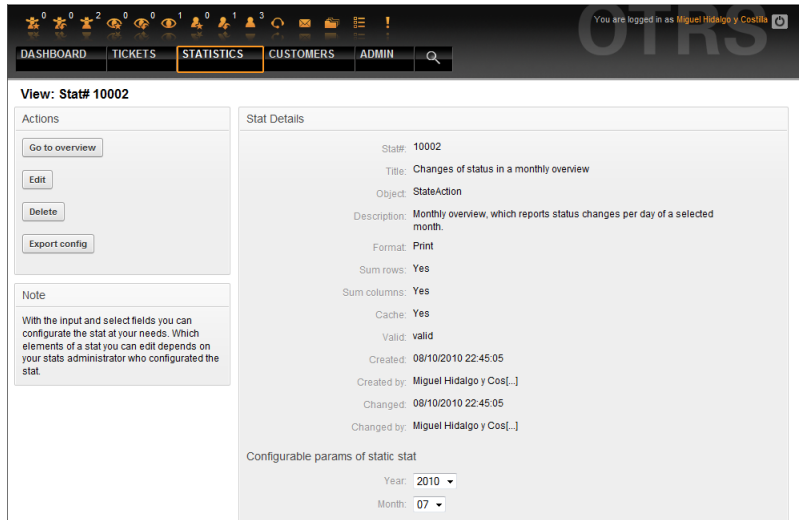 0 0 2 0 0 1 0 1 3
You are logged in as Miguel Hidalgo y Costilla
OTRS
DASHBOARD TICKETS STATISTICS CUSTOMERS ADMIN
View: Stat# 10002
Actions
Go to overview
Edit
Delete
Export config
Note
With the input and select fields you can
configurate the stat at your needs. Which
elements of a stat you can edit depends on
your stats administrator who configurated the
stat.
Stat Details
Stat#: 10002
Title: Changes of status in a monthly overview
Object: StateAction
Description: Monthly overview, which reports status changes per day of a selected
month.
Format: Print
Sum rows: Yes
Sum columns: Yes
Cache: Yes
Valid: valid
Created: 08/10/2010 22:45:05
Created by: Miguel Hidalgo y Cos[...]
Changed: 08/10/2010 22:45:05
Changed by: Miguel Hidalgo y Cos[...]
Configurable params of static stat
Year: 2010
Month: 07